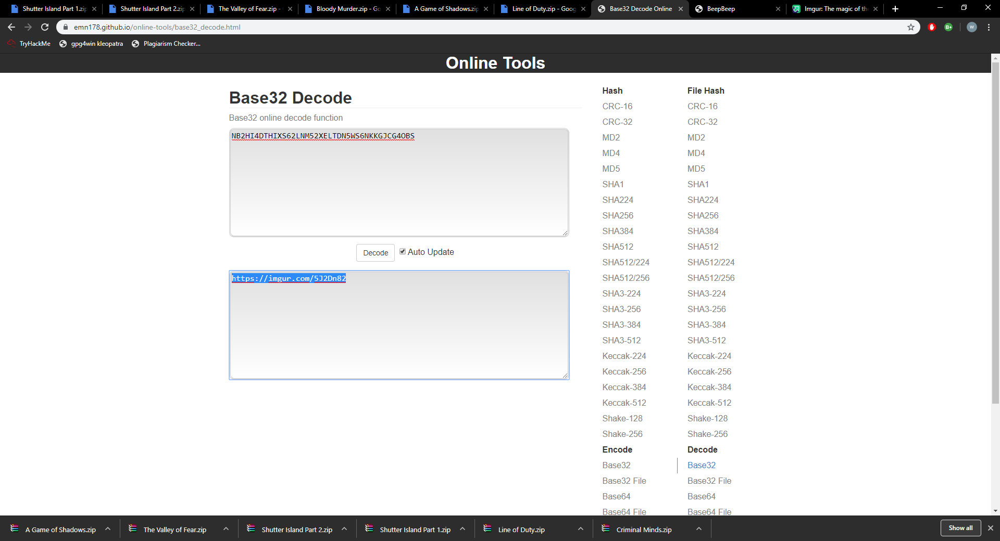 Shutter Island Part 1.zip
Shutter Island Part 2.zip
The Valley of Fear.zip -
Bloody Murder.zip - Go
A Game of Shadows.zip
Line of Duty.zip - Goog
Base32 Decode Online
BeepBeep
Imgur: The magic of th
emn178.github.io/online-tools/base32_decode.html
B+
W
TryHackMe
gpg4win kleopatra
Plagiarism Checker...
Online Tools
Base32 Decode
Base32 online decode function
NB2HI4DTHIXS62LNM52XELTDN5WS6NKKGJCG4OBS
Decode
Auto Update
https://imgur.com/5J2Dn82
Hash
CRC-16
CRC-32
MD2
MD4
MD5
SHA1
SHA224
SHA256
SHA384
SHA512
SHA512/224
SHA512/256
SHA3-224
SHA3-256
SHA3-384
SHA3-512
Keccak-224
Keccak-256
Keccak-384
Keccak-512
Shake-128
Shake-256
Encode
Base32
Base32 File
Base64
Base64 File
File Hash
CRC-16
CRC-32
MD2
MD4
MD5
SHA1
SHA224
SHA256
SHA384
SHA512
SHA512/224
SHA512/256
SHA3-224
SHA3-256
SHA3-384
SHA3-512
Keccak-224
Keccak-256
Keccak-384
Keccak-512
Shake-128
Shake-256
Decode
Base32
Base32 File
Base64
Base64 File
A Game of Shadows.zip
The Valley of Fear.zip
Shutter Island Part 2.zip
Shutter Island Part 1.zip
Line of Duty.zip
Criminal Minds.zip
Show all